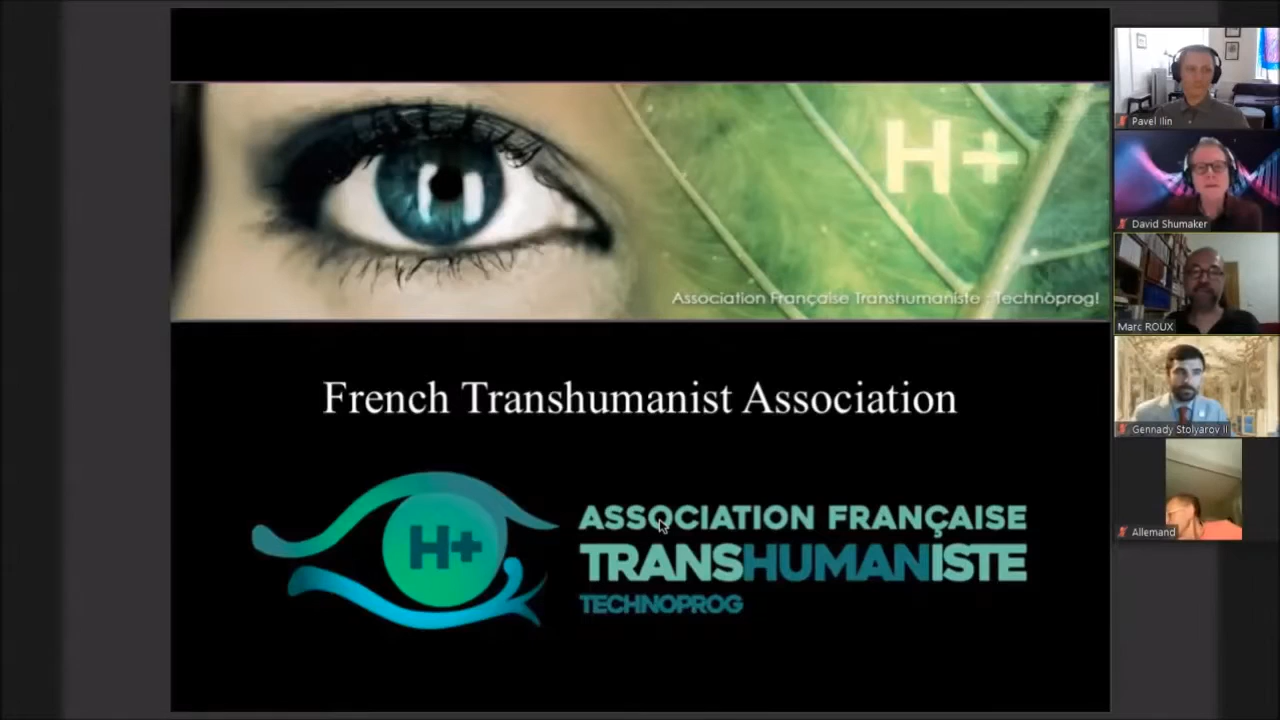 H+
Association Française Transhumaniste : Technòprog!
French Transhumanist Association
H+
ASSOCIATION FRANÇAISE
TRANSHUMANISTE
TECHNOPROG
Pavel Ilin
David Shumaker
Marc ROUX
Gennady Stolyarov II
Allemand